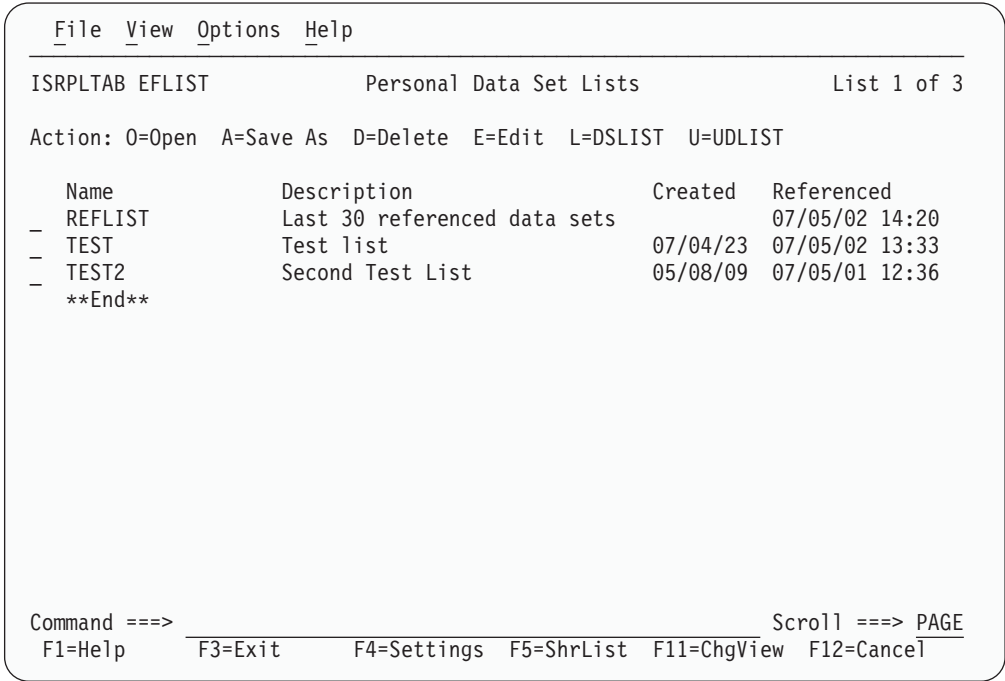 File View Options Help
ISRPLTAB EFLIST Personal Data Set Lists List 1 of 3
Action: O=Open A=Save As D=Delete E=Edit L=DSLIST U=UDLIST
Name Description Created Referenced
_ REFLIST Last 30 referenced data sets 07/05/02 14:20
_ TEST Test list 07/04/23 07/05/02 13:33
_ TEST2 Second Test List 05/08/09 07/05/01 12:36
**End**
Command ===> Scroll ===> PAGE
F1=Help F3=Exit F4=Settings F5=ShrList F11=ChgView F12=Cancel